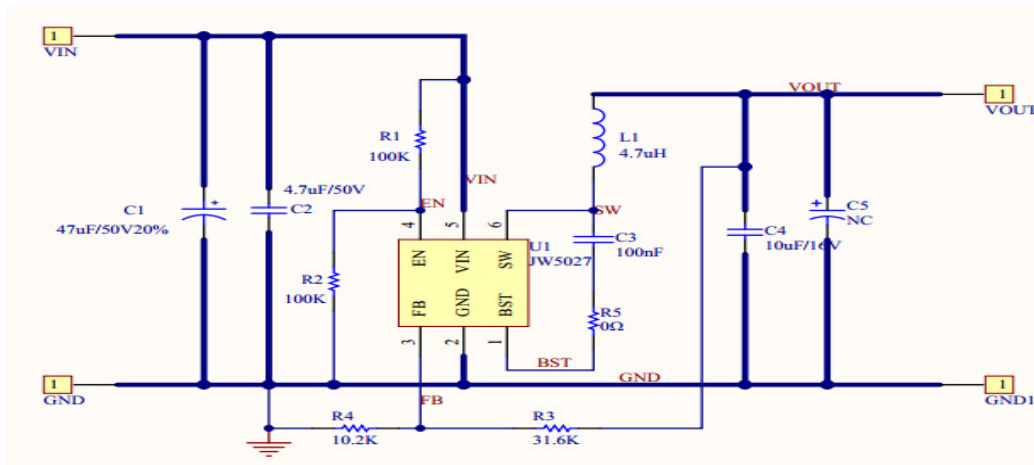 1
VIN
VOUT
1
VOUT
R1
100K
L1
4.7uH
VIN
4.7uF/50V
C2
EN
SW
C1
47uF/50V20%
4
5
6
C3
100nF
C5
NC
C4
10uF/16V
U1
JW5027
EN
VIN
SW
R2
100K
FB
GND
BST
R5
0Ω
3
2
1
BST
GND
1
GND
1
GND1
FB
R4
10.2K
R3
31.6K